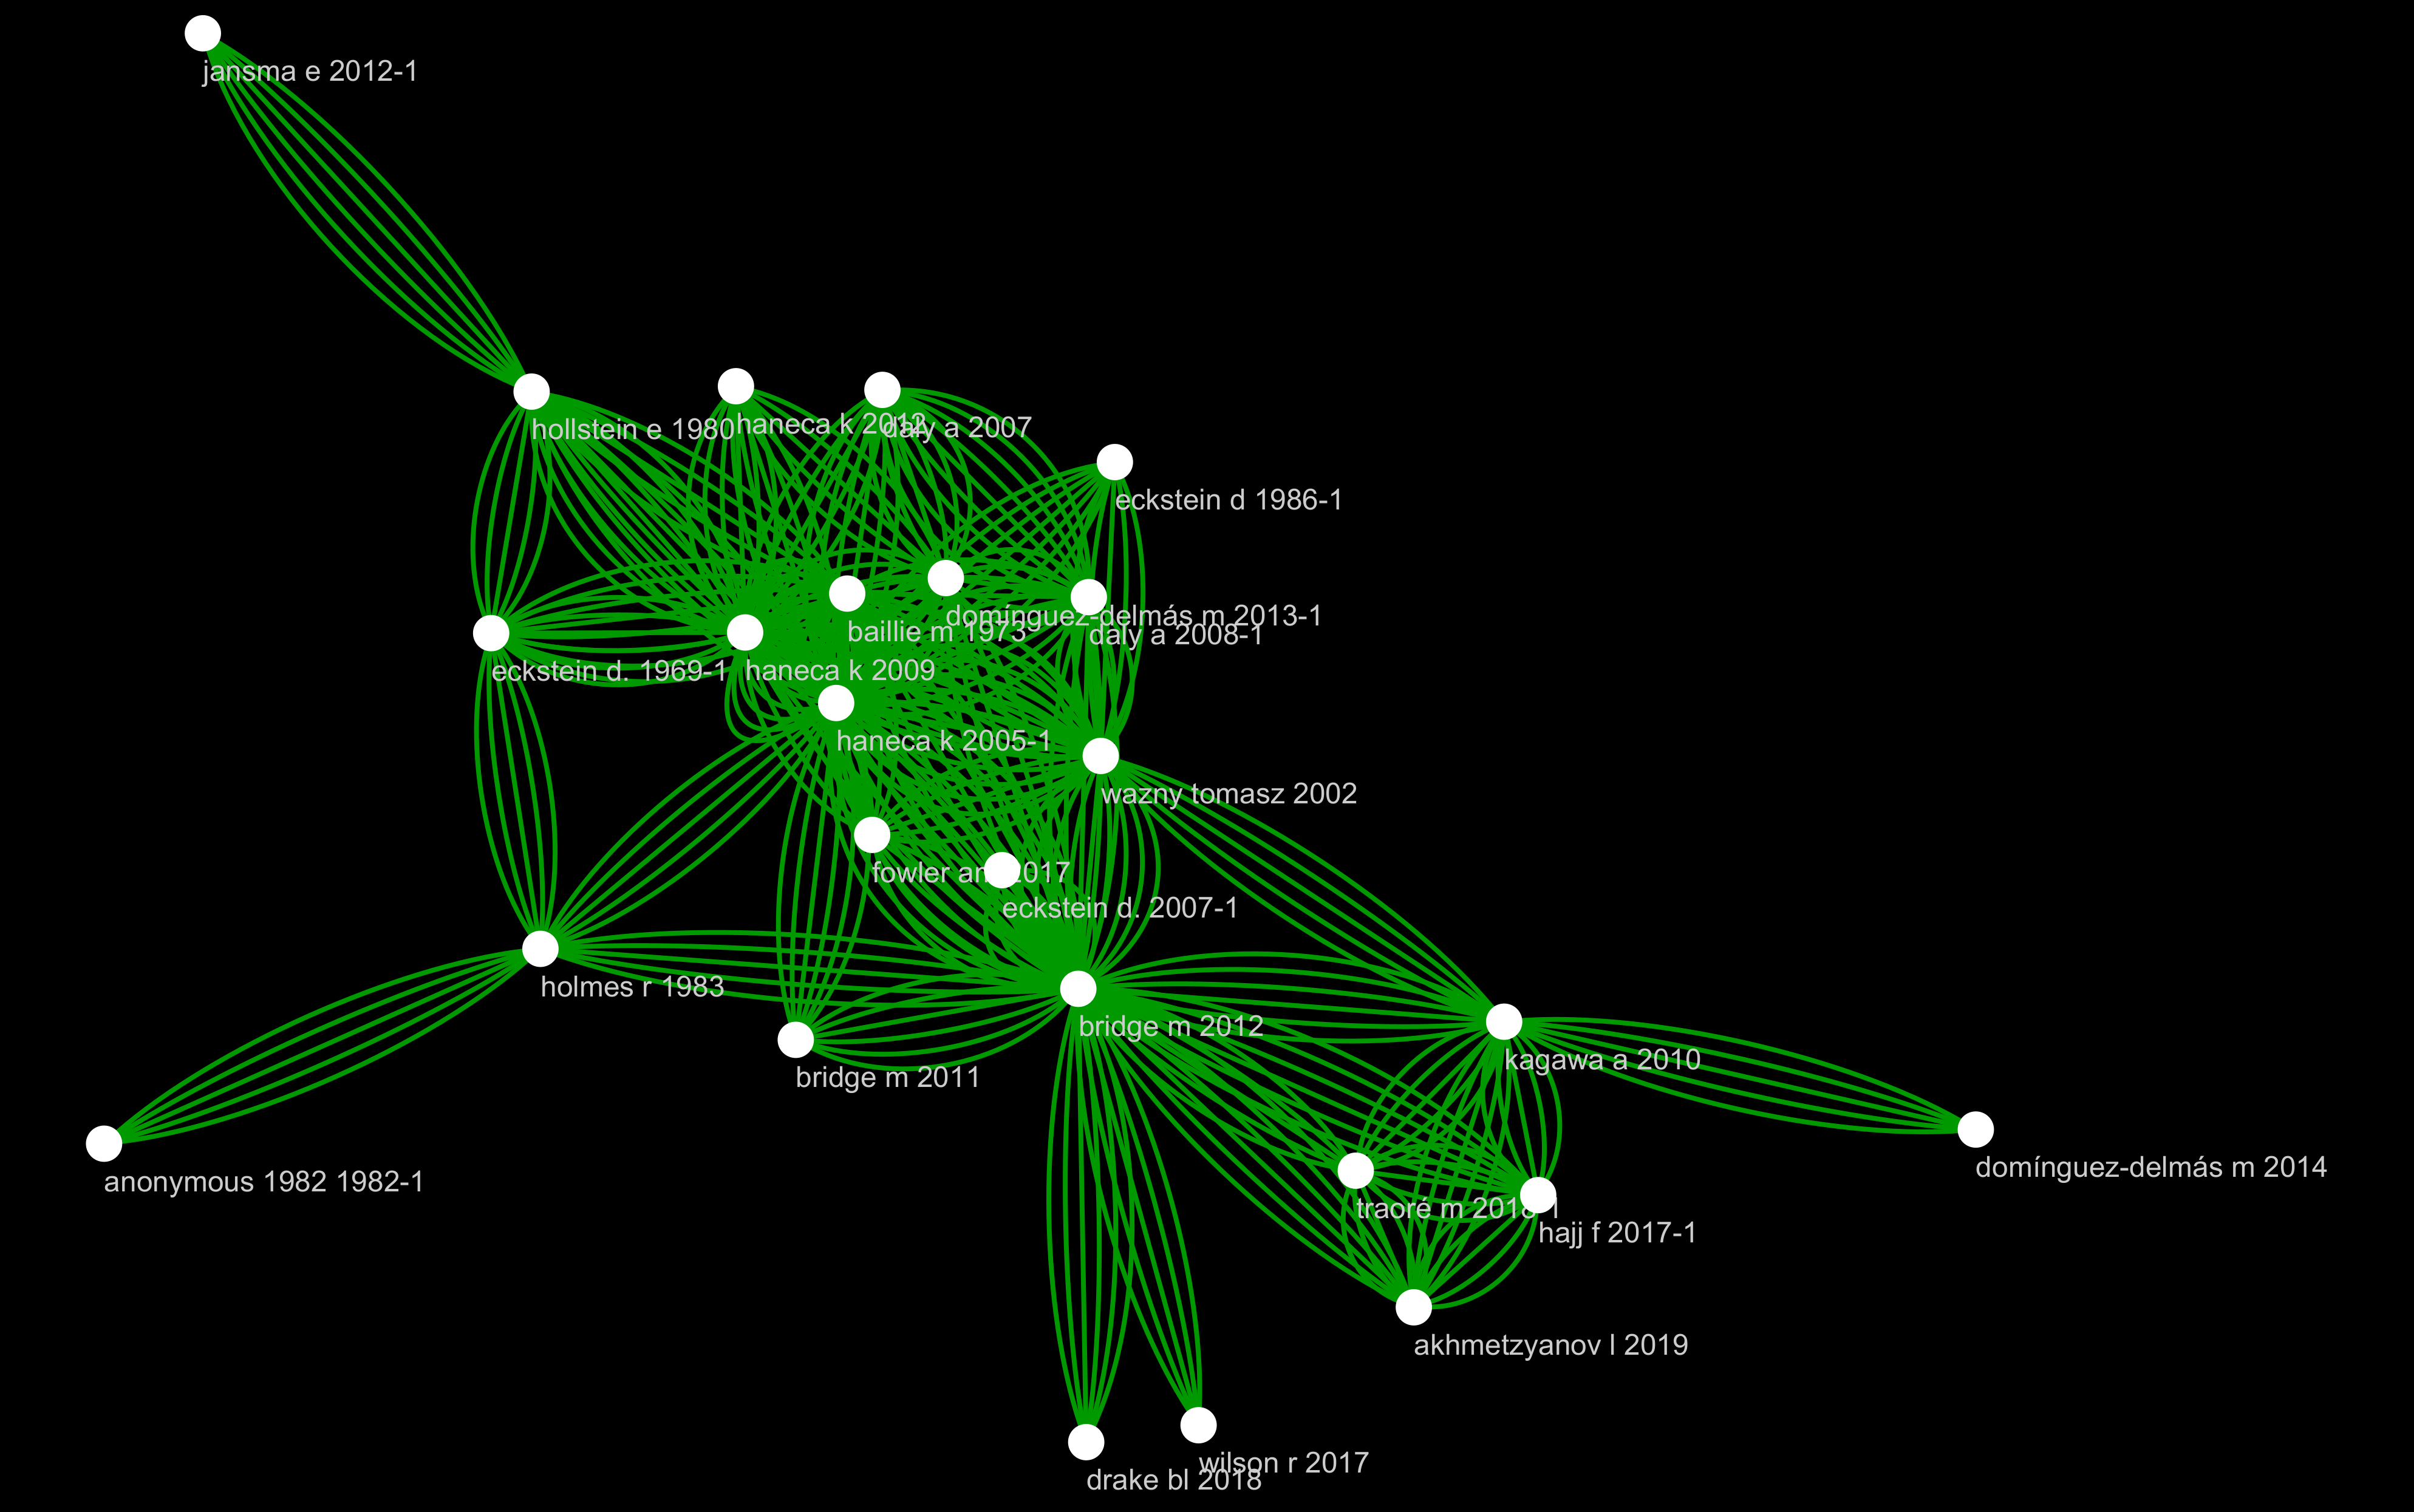 jansma e 2012-1
hollstein e 1980
haneca k 2012
daly a 2007
eckstein d 1986-1
domínguez-delmás m 2013-1
baillie m 1973
daly a 2008-1
eckstein d. 1969-1
haneca k 2009
haneca k 2005-1
wazny tomasz 2002
fowler am 2017
eckstein d. 2007-1
holmes r 1983
bridge m 2012
kagawa a 2010
bridge m 2011
domínguez-delmás m 2014
anonymous 1982 1982-1
traoré m 2018-1
hajj f 2017-1
akhmetzyanov l 2019
wilson r 2017
drake bl 2018